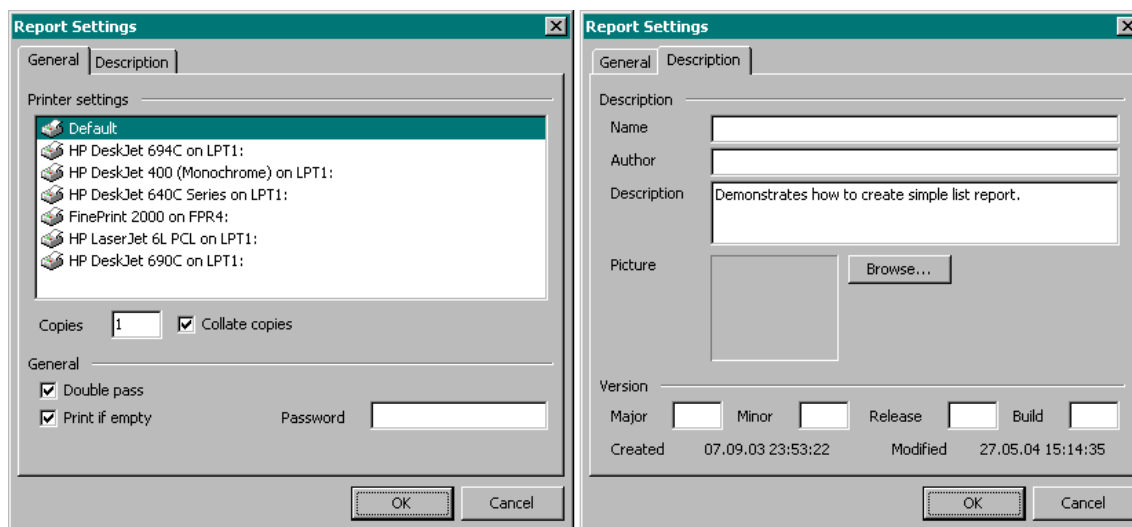 Report Settings
General Description
Printer settings
Default
HP DeskJet 694C on LPT1:
HP DeskJet 400 (Monochrome) on LPT1:
HP DeskJet 640C Series on LPT1:
FinePrint 2000 on FPR4:
HP LaserJet 6L PCL on LPT1:
HP DeskJet 690C on LPT1:
Copies 1 Collate copies
General
Double pass
Print if empty Password
OK Cancel
Report Settings
General Description
Description
Name
Author
Description Demonstrates how to create simple list report.
Picture Browse...
Version
Major Minor Release Build
Created 07.09.03 23:53:22 Modified 27.05.04 15:14:35
OK Cancel